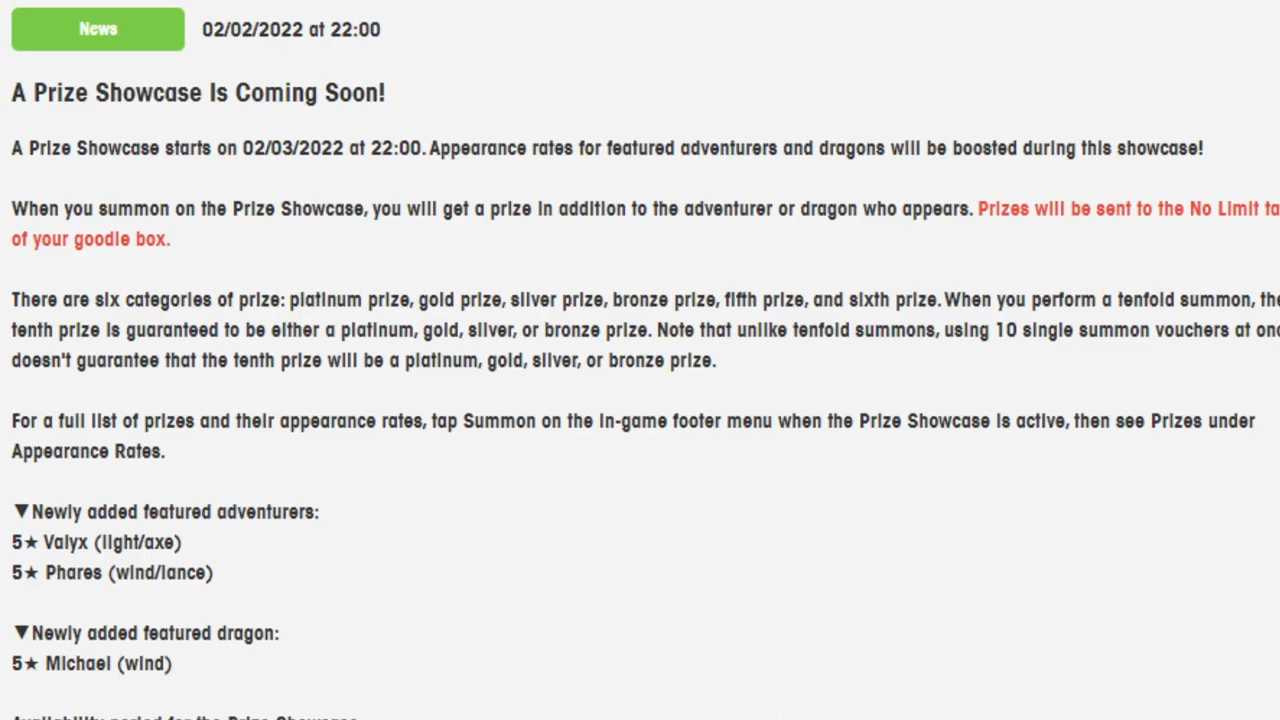 News 02/02/2022 at 22:00
A Prize Showcase Is Coming Soon!
A Prize Showcase starts on 02/03/2022 at 22:00. Appearance rates for featured adventurers and dragons will be boosted during this showcase!
When you summon on the Prize Showcase, you will get a prize in addition to the adventurer or dragon who appears. Prizes will be sent to the No Limit
of your goodie box.
There are six categories of prize: platinum prize, gold prize, silver prize, bronze prize, fifth prize, and sixth prize. When you perform a tenfold summon,
tenth prize is guaranteed to be either a platinum, gold, silver, or bronze prize. Note that unlike tenfold summons, using 10 single summon vouchers at
doesn't guarantee that the tenth prize will be a platinum, gold, silver, or bronze prize.
For a full list of prizes and their appearance rates, tap Summon on the in-game footer menu when the Prize Showcase is active, then see Prizes under
Appearance Rates.
▼Newly added featured adventurers:
5★ Valyx (light/axe)
5★ Phares (wind/lance)
▼Newly added featured dragon:
5★ Michael (wind)